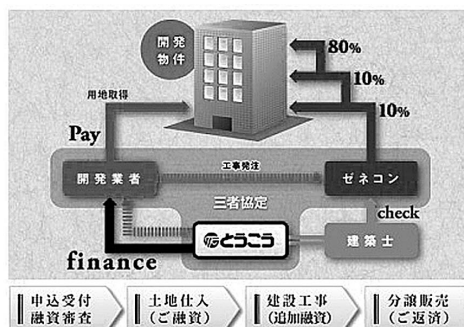 開発
物件
80%
10%
10%
用地取得
Pay
工事発注
開発業者
ゼネコン
三者協定
check
とうこう
建築士
finance
申込受付
融資審査
土地仕入
(ご融資)
建設工事
(追加融資)
分譲販売
(ご返済)